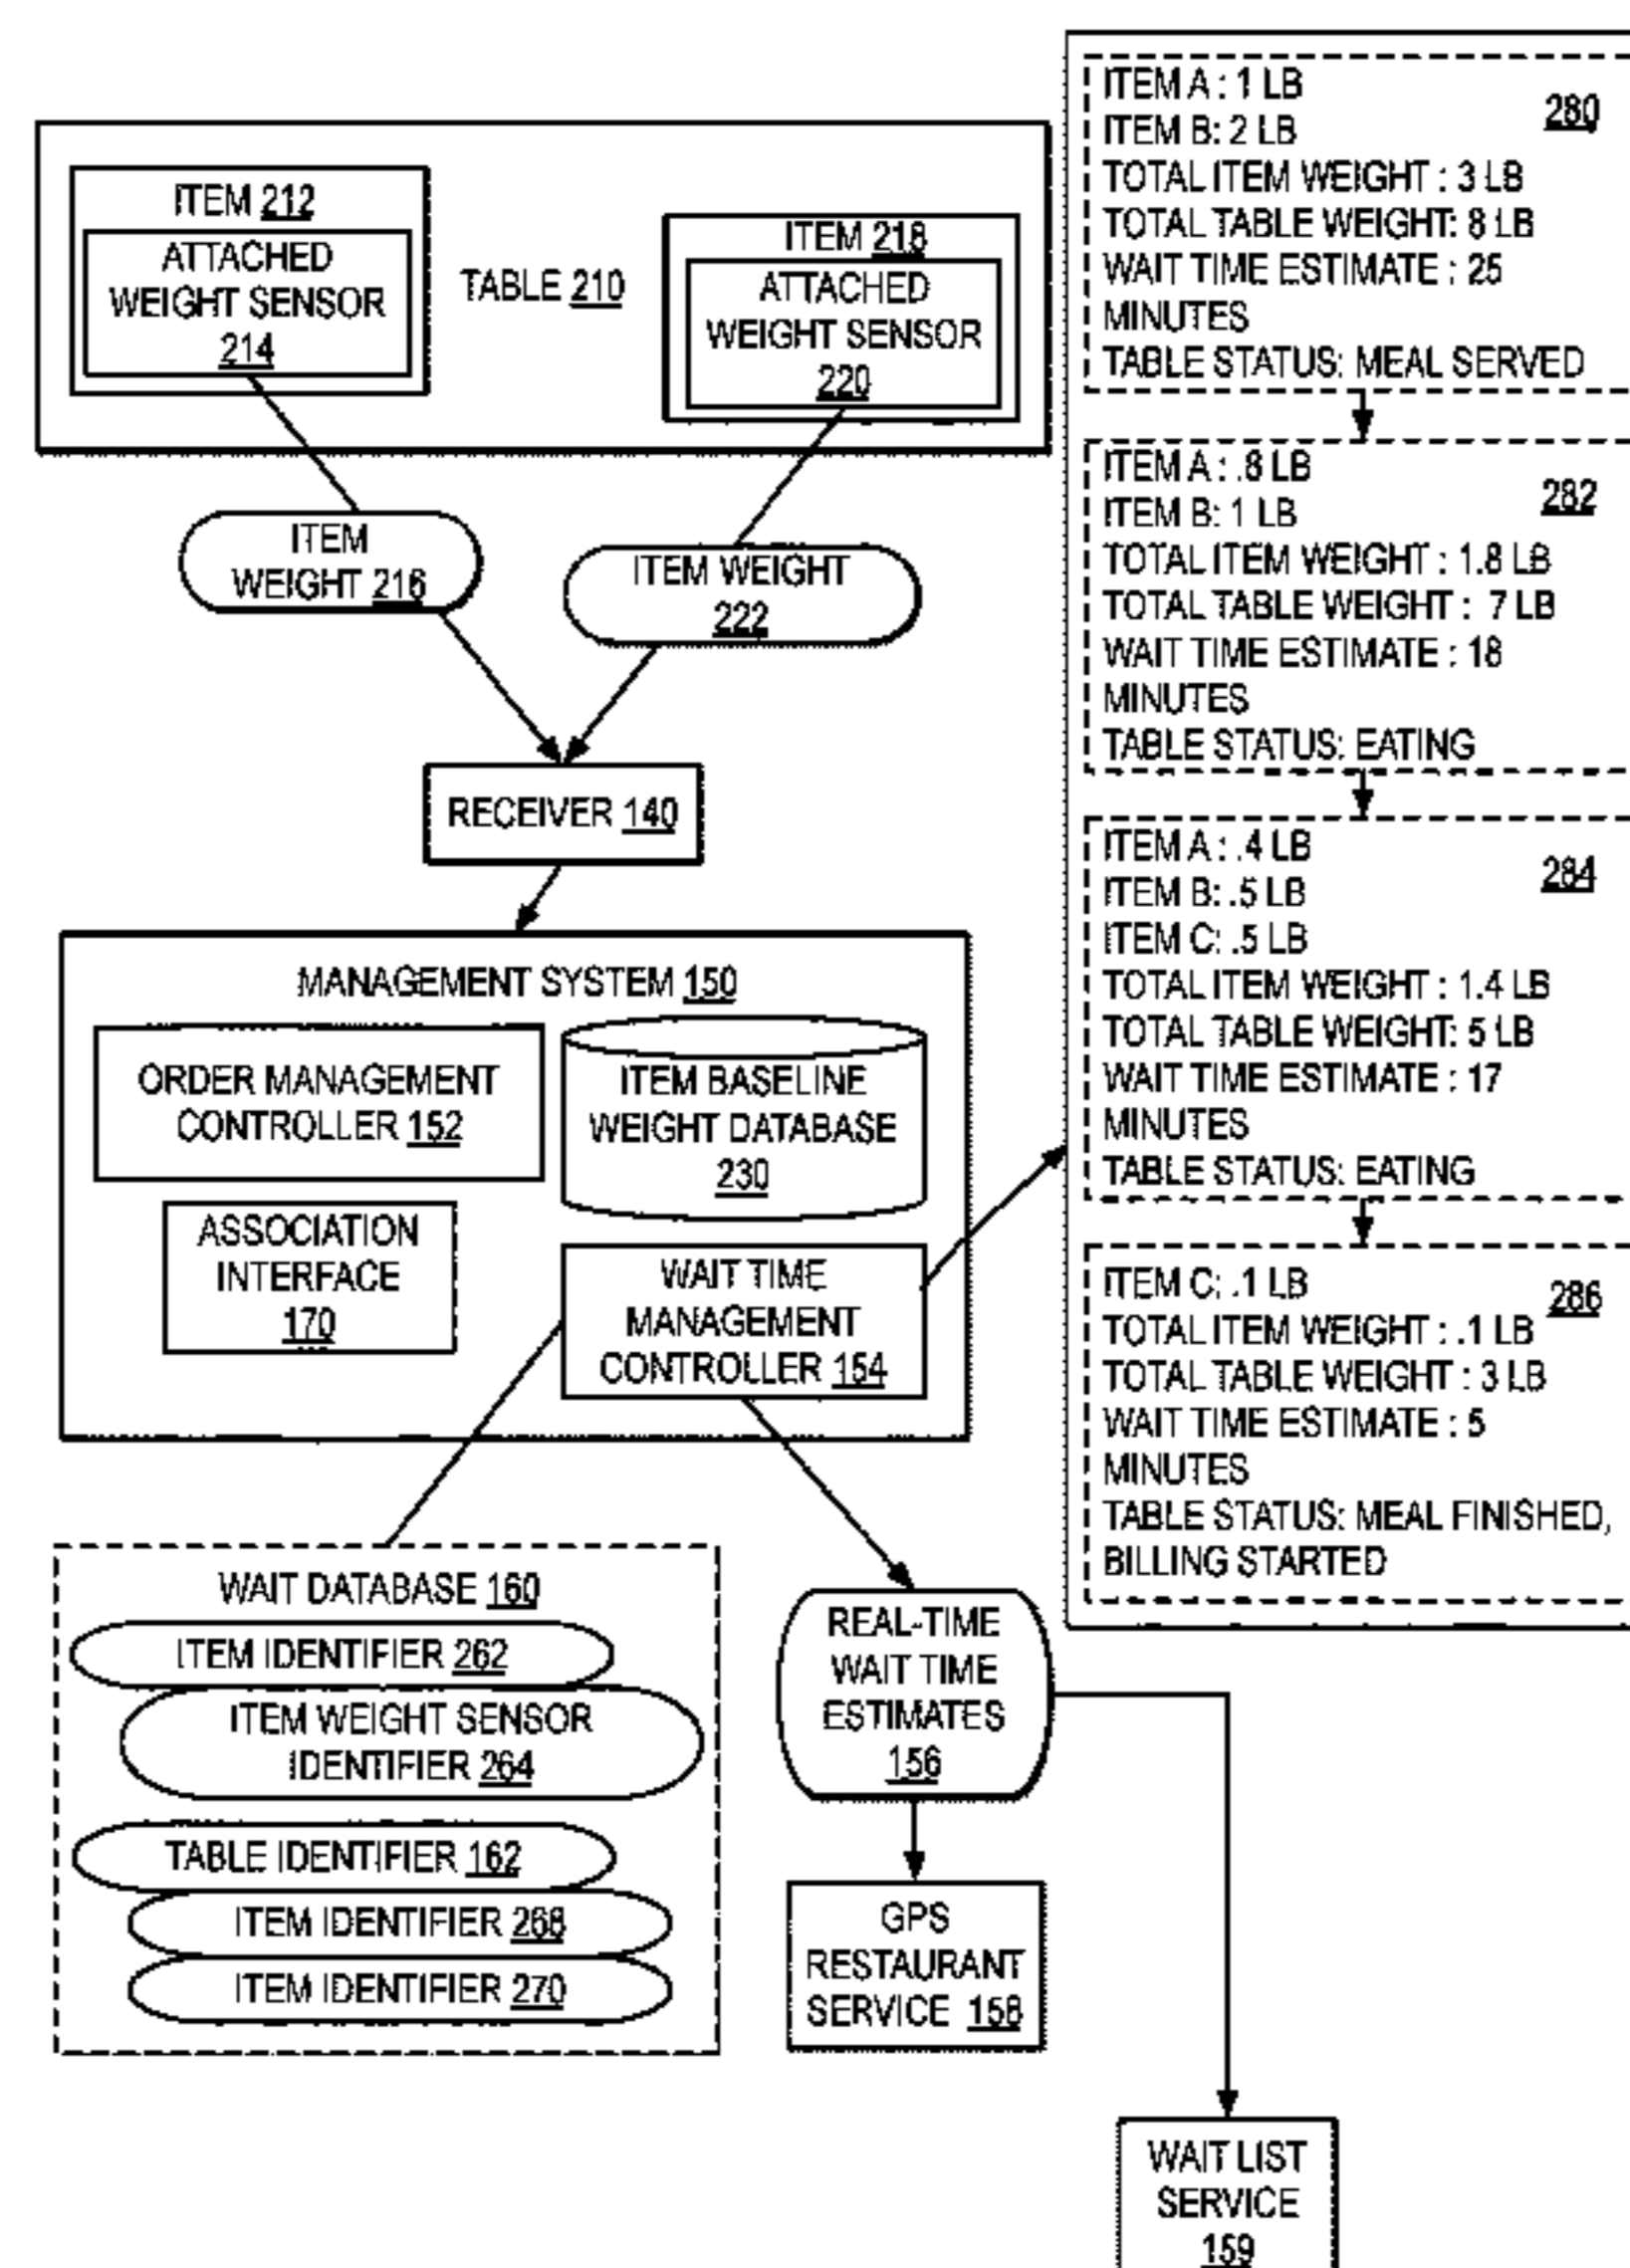 ITEM 212
ATTACHED
WEIGHT SENSOR
214
TABLE 210
ITEM 218
ATTACHED
WEIGHT SENSOR
220
ITEM
WEIGHT 216
ITEM WEIGHT
222
RECEIVER 140
MANAGEMENT SYSTEM 150
ORDER MANAGEMENT
CONTROLLER 152
ITEM BASELINE
WEIGHT DATABASE
230
ASSOCIATION
INTERFACE
170
WAIT TIME
MANAGEMENT
CONTROLLER 154
WAIT DATABASE 160
ITEM IDENTIFIER 262
ITEM WEIGHT SENSOR
IDENTIFIER 264
TABLE IDENTIFIER 162
ITEM IDENTIFIER 268
ITEM IDENTIFIER 270
REAL-TIME
WAIT TIME
ESTIMATES
156
GPS
RESTAURANT
SERVICE 158
WAIT LIST
SERVICE
159
ITEM A : 1 LB
280
ITEM B: 2 LB
TOTAL ITEM WEIGHT : 3 LB
TOTAL TABLE WEIGHT: 8 LB
WAIT TIME ESTIMATE : 25
MINUTES
TABLE STATUS: MEAL SERVED
ITEM A : .8 LB
282
ITEM B: 1 LB
TOTAL ITEM WEIGHT : 1.8 LB
TOTAL TABLE WEIGHT : 7 LB
WAIT TIME ESTIMATE : 18
MINUTES
TABLE STATUS: EATING
ITEM A : .4 LB
284
ITEM B: .5 LB
ITEM C: .5 LB
TOTAL ITEM WEIGHT : 1.4 LB
TOTAL TABLE WEIGHT: 5 LB
WAIT TIME ESTIMATE : 17
MINUTES
TABLE STATUS: EATING
ITEM C; .1 LB
286
TOTAL ITEM WEIGHT : .1 LB
TOTAL TABLE WEIGHT : 3 LB
WAIT TIME ESTIMATE : 5
MINUTES
TABLE STATUS: MEAL FINISHED,
BILLING STARTED